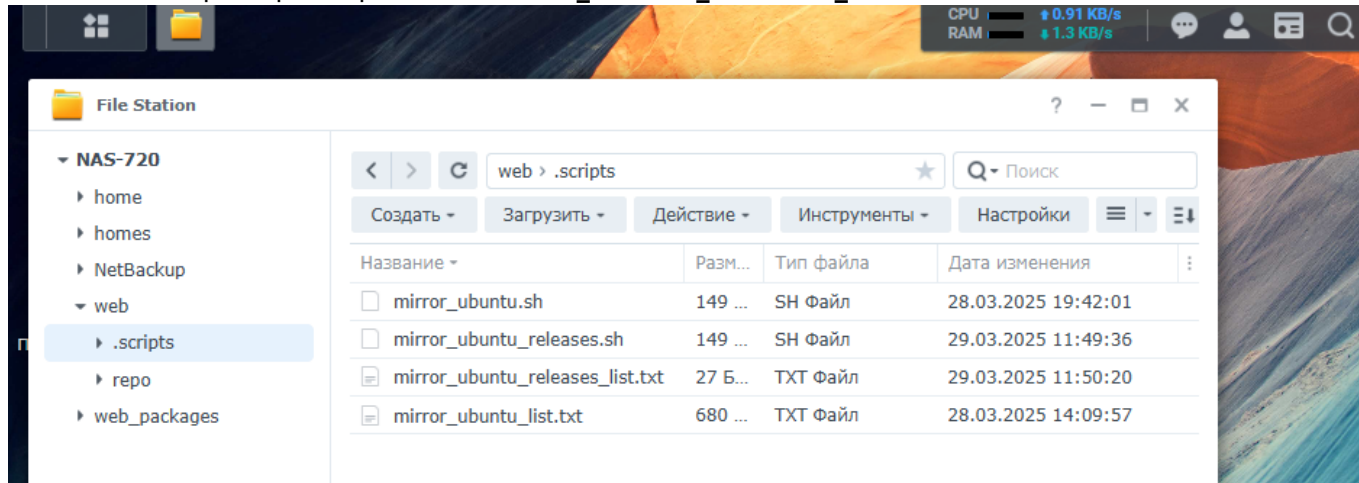 CPU 0.91 KB/s
RAM 1.3 KB/s
File Station
NAS-720
home
homes
NetBackup
web
.scripts
repo
web_packages
web › .scripts
Поиск
Создать
Загрузить
Действие
Инструменты
Настройки
Название Разм... Тип файла Дата изменения
mirror_ubuntu.sh 149 ... SH Файл 28.03.2025 19:42:01
mirror_ubuntu_releases.sh 149 ... SH Файл 29.03.2025 11:49:36
mirror_ubuntu_releases_list.txt 27 Б... TXT Файл 29.03.2025 11:50:20
mirror_ubuntu_list.txt 680 ... TXT Файл 28.03.2025 14:09:57